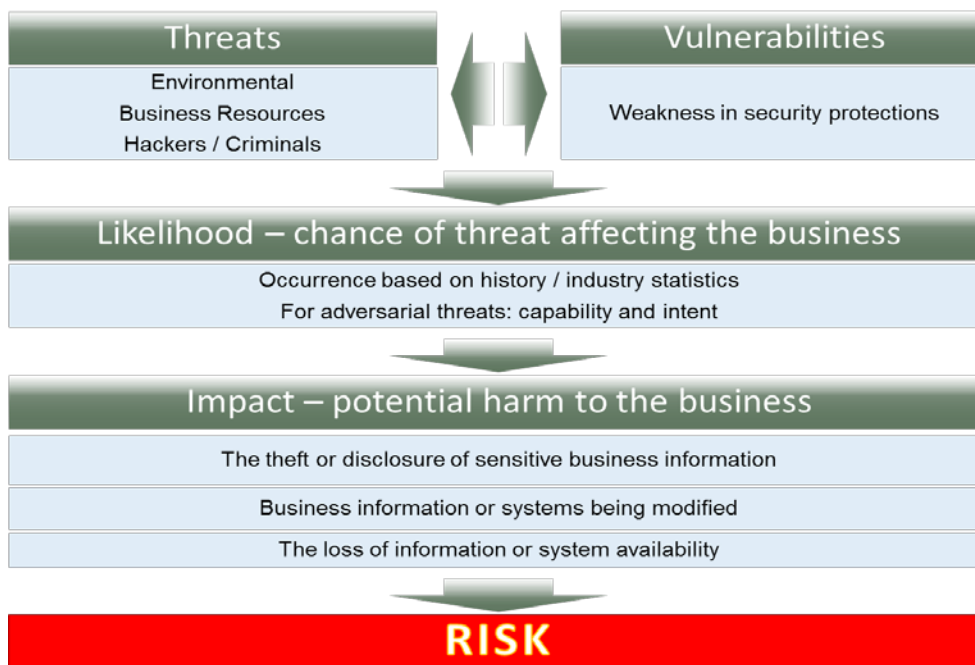 Threats
Environmental
Business Resources
Hackers / Criminals
Vulnerabilities
Weakness in security protections
Likelihood – chance of threat affecting the business
Occurrence based on history / industry statistics
For adversarial threats: capability and intent
Impact – potential harm to the business
The theft or disclosure of sensitive business information
Business information or systems being modified
The loss of information or system availability
RISK